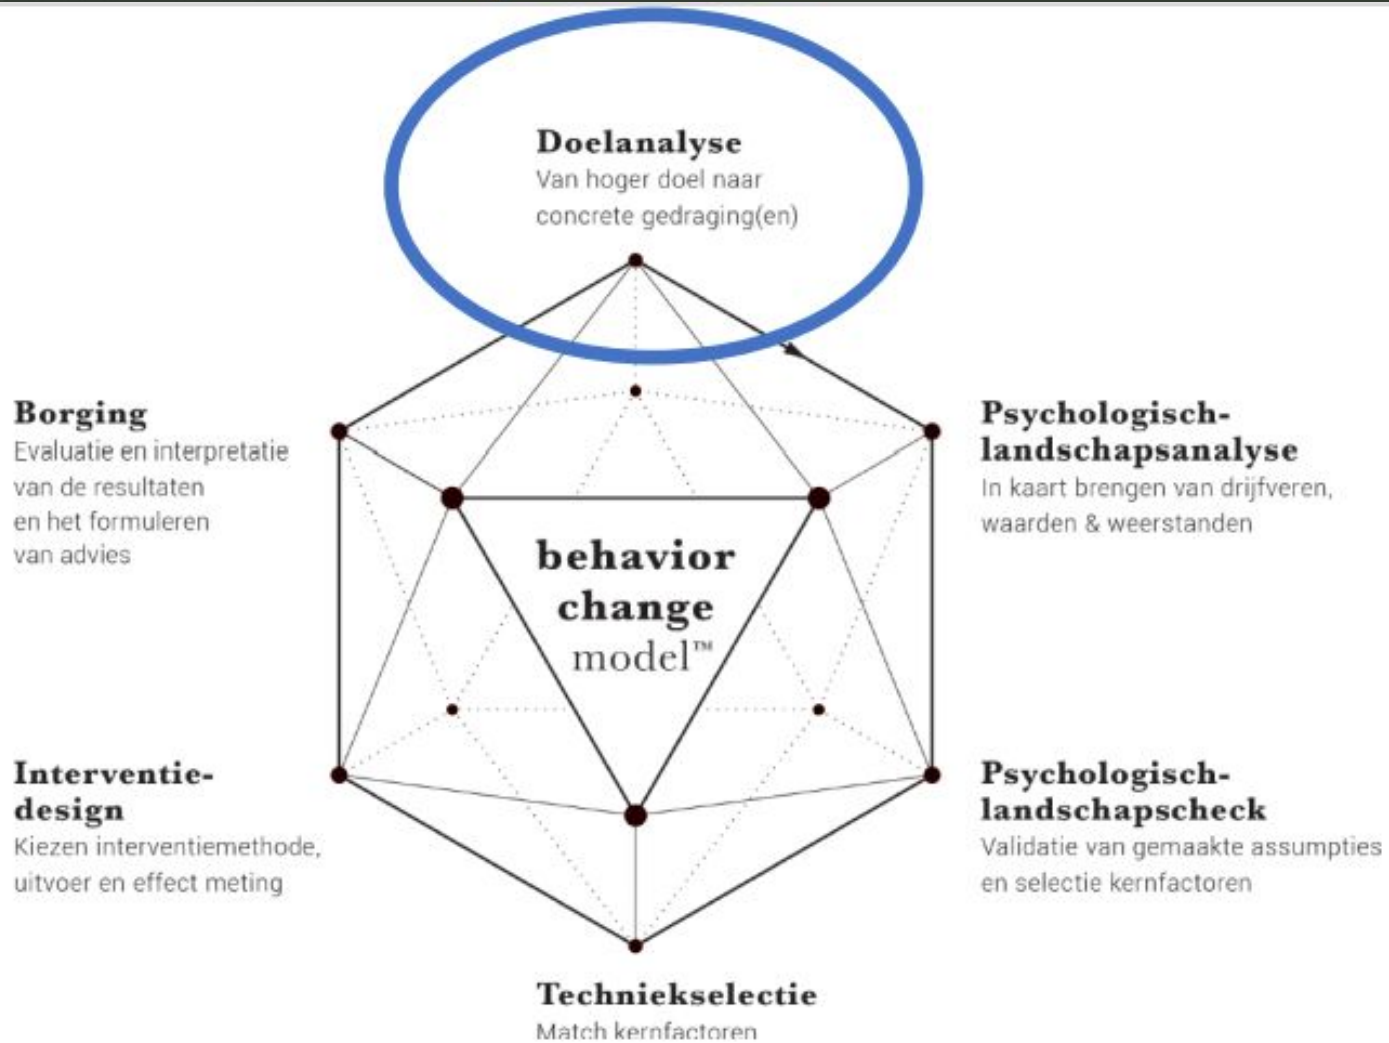 Doelanalyse
Van hoger doel naar
concrete gedraging(en)
Psychologisch-
landschapsanalyse
In kaart brengen van drijfveren,
waarden & weerstanden
Psychologisch-
landschapscheck
Validatie van gemaakte assumpties
en selectie kernfactoren
Techniekselectie
Match kernfactoren
Interventie-
design
Kiezen interventiemethode,
uitvoer en effect meting
Borging
Evaluatie en interpretatie
van de resultaten
en het formuleren
van advies
behavior
change
model™